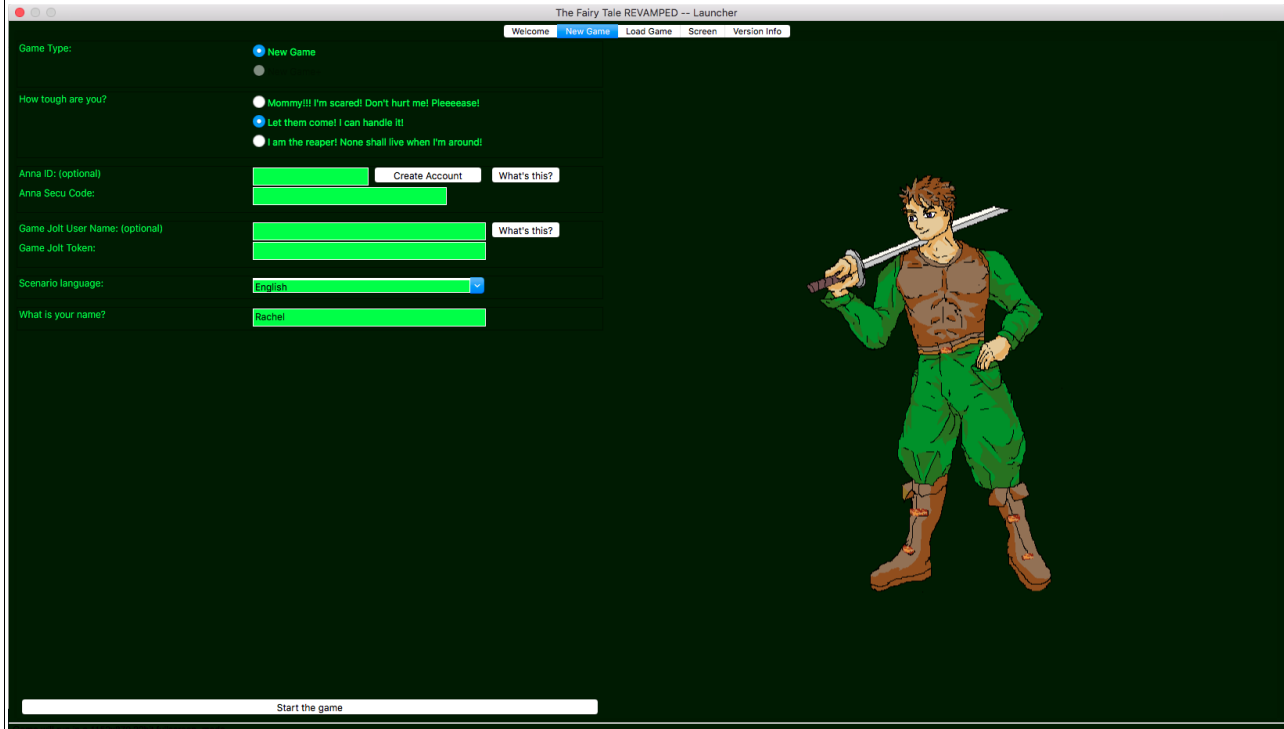 The Fairy Tale REVAMPED -- Launcher
Welcome New Game Load Game Screen Version Info
Game Type:
New Game
How tough are you?
Mommy!!! I'm scared! Don't hurt me! Pleeeease!
Let them come! I can handle it!
I am the reaper! None shall live when I'm around!
Anna ID: (optional) Create Account What's this?
Anna Secu Code:
Game Jolt User Name: (optional) What's this?
Game Jolt Token:
Scenario language: English
What is your name? Rachel
Start the game